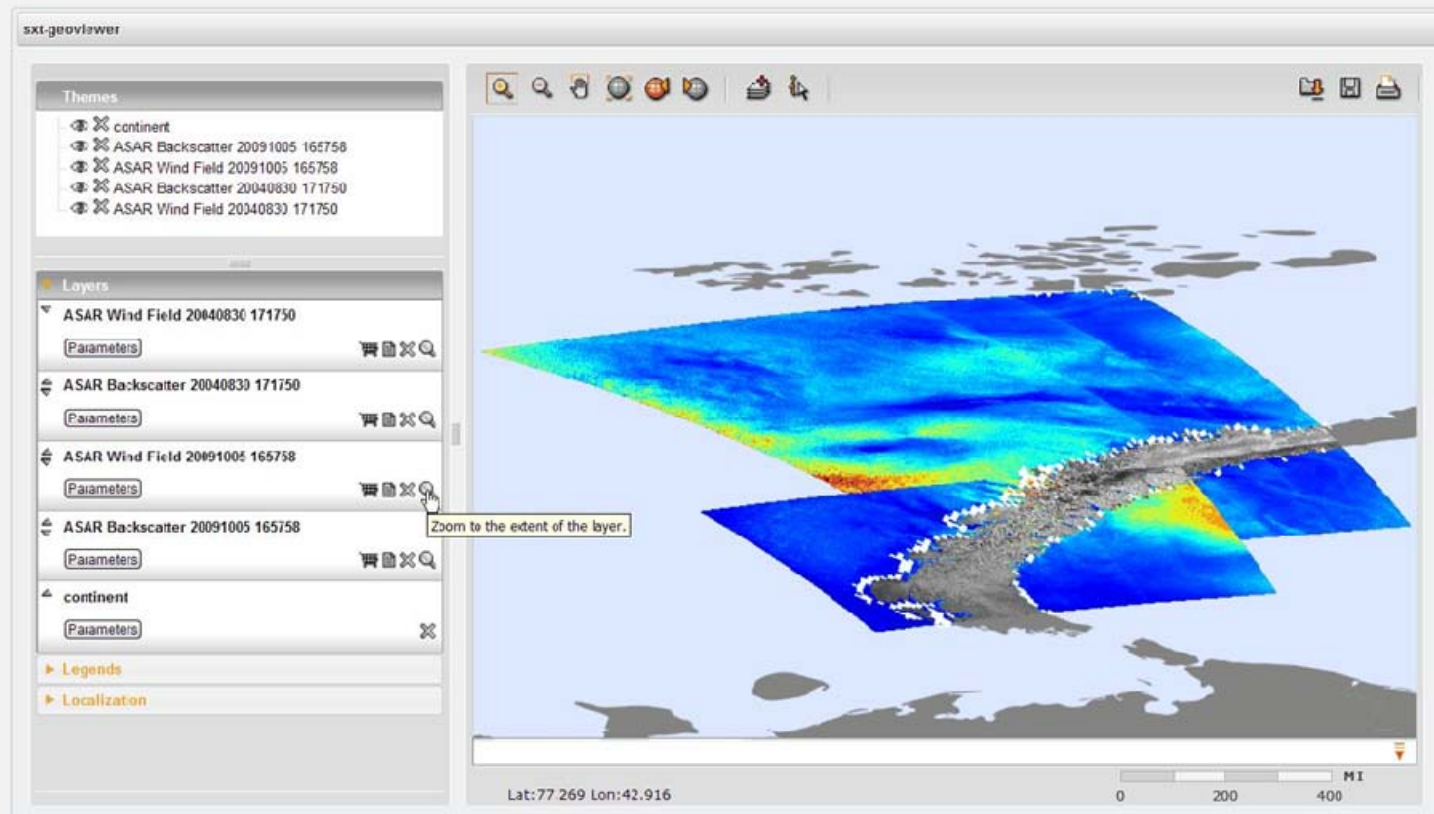 sxt-geoviewer
Themes
continent
ASAR Backscatter 20091005 165758
ASAR Wind Field 20091005 165758
ASAR Backscatter 20040830 171750
ASAR Wind Field 20040830 171750
Layers
ASAR Wind Field 20040830 171750
Parameters
ASAR Backscatter 20040830 171750
Parameters
ASAR Wind Field 20091005 165758
Parameters
Zoom to the extent of the layer.
ASAR Backscatter 20091005 165758
Parameters
continent
Parameters
Legends
Localization
Lat:77.269 Lon:42.916
MI
0 200 400